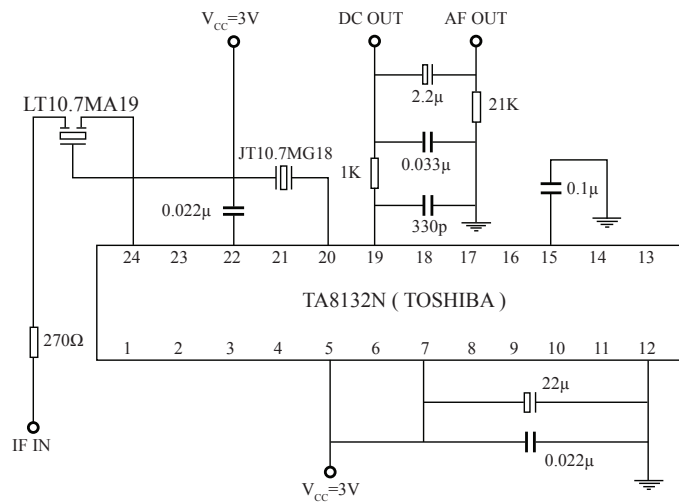 V_CC=3V DC OUT AF OUT
LT10.7MA19
2.2µ
21K
JT10.7MG18
0.033µ
1K
0.022µ
0.1µ
330p
24 23 22 21 20 19 18 17 16 15 14 13
TA8132N ( TOSHIBA )
270Ω
1 2 3 4 5 6 7 8 9 10 11 12
22µ
IF IN
0.022µ
V_CC=3V